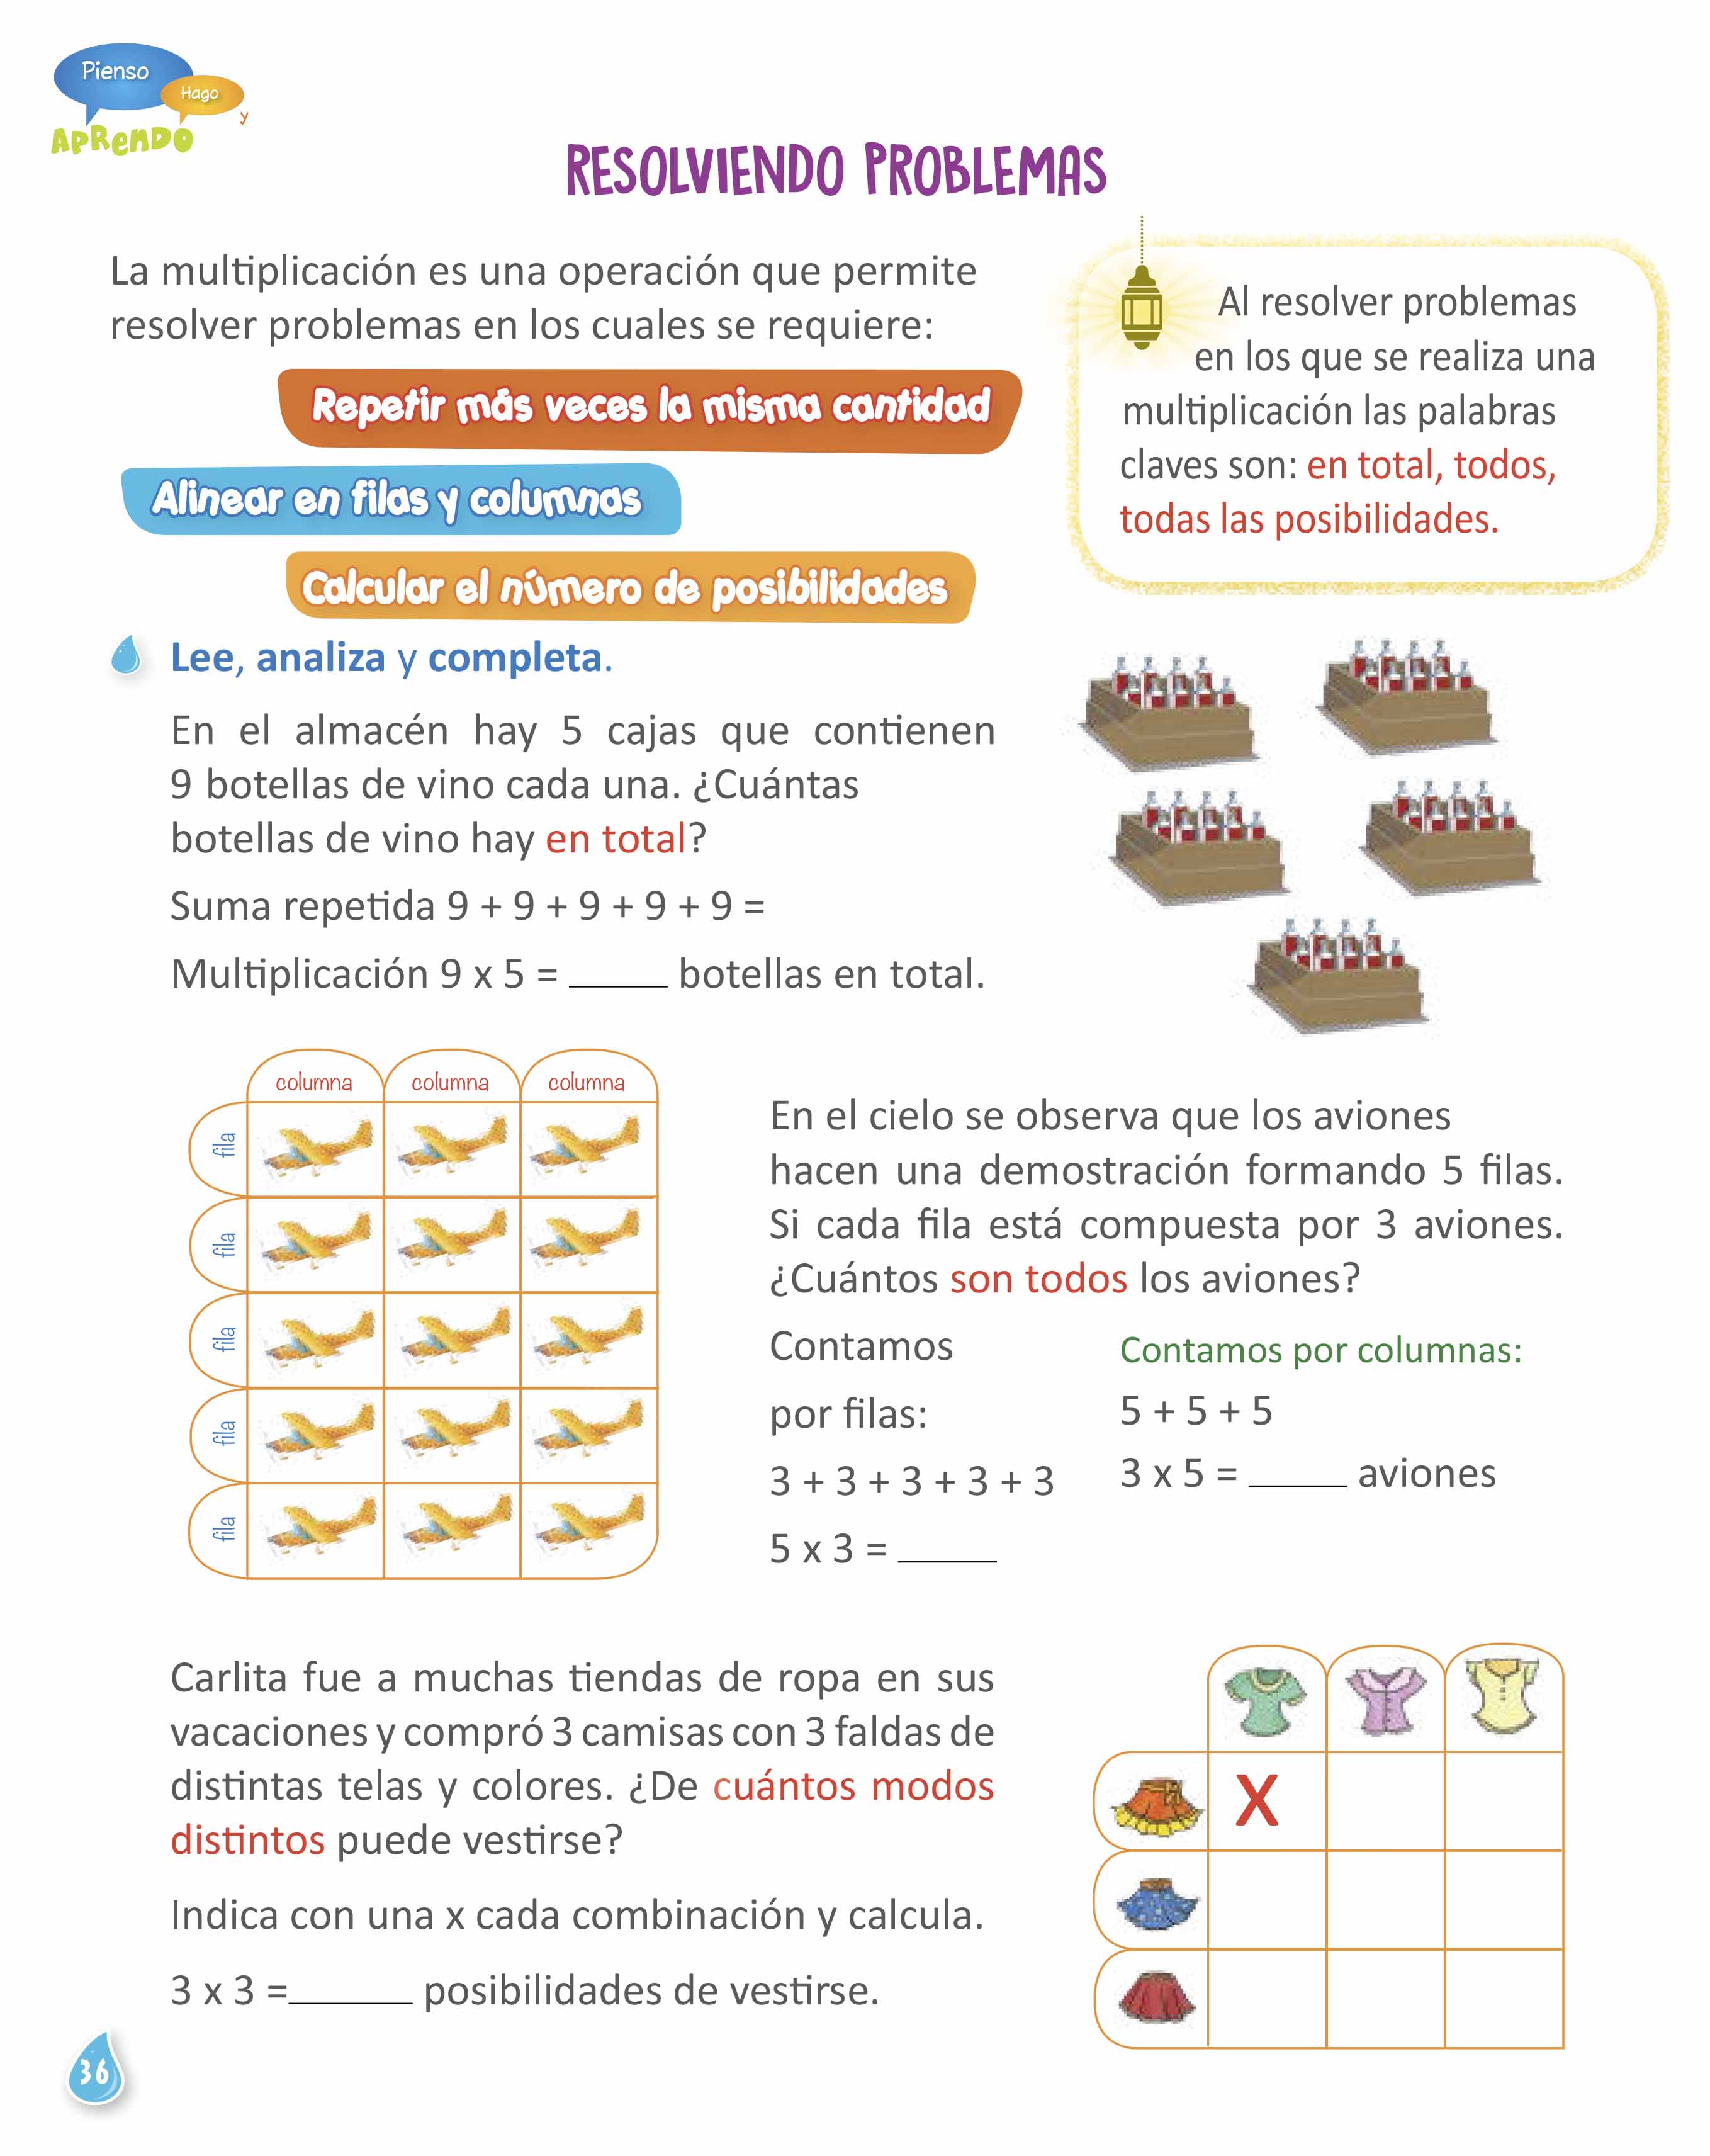 Pienso
Hago
y
APRENDO
RESOLVIENDO PROBLEMAS
La multiplicación es una operación que permite
resolver problemas en los cuales se requiere:
Repetir más veces la misma cantidad
Alinear en filas y columnas
Calcular el número de posibilidades
Al resolver problemas
en los que se realiza una
multiplicación las palabras
claves son: en total, todos,
todas las posibilidades.
Lee, analiza y completa.
En el almacén hay 5 cajas que contienen
9 botellas de vino cada una. ¿Cuántas
botellas de vino hay en total?
Suma repetida 9 + 9 + 9 + 9 + 9 =
Multiplicación 9 x 5 = _____ botellas en total.
columna columna columna
fila
fila
fila
fila
fila
En el cielo se observa que los aviones
hacen una demostración formando 5 filas.
Si cada fila está compuesta por 3 aviones.
¿Cuántos son todos los aviones?
Contamos
por filas:
3 + 3 + 3 + 3 + 3
5 x 3 = _____
Contamos por columnas:
5 + 5 + 5
3 x 5 = _____ aviones
Carlita fue a muchas tiendas de ropa en sus
vacaciones y compró 3 camisas con 3 faldas de
distintas telas y colores. ¿De cuántos modos
distintos puede vestirse?
Indica con una x cada combinación y calcula.
3 x 3 =______ posibilidades de vestirse.
X
36